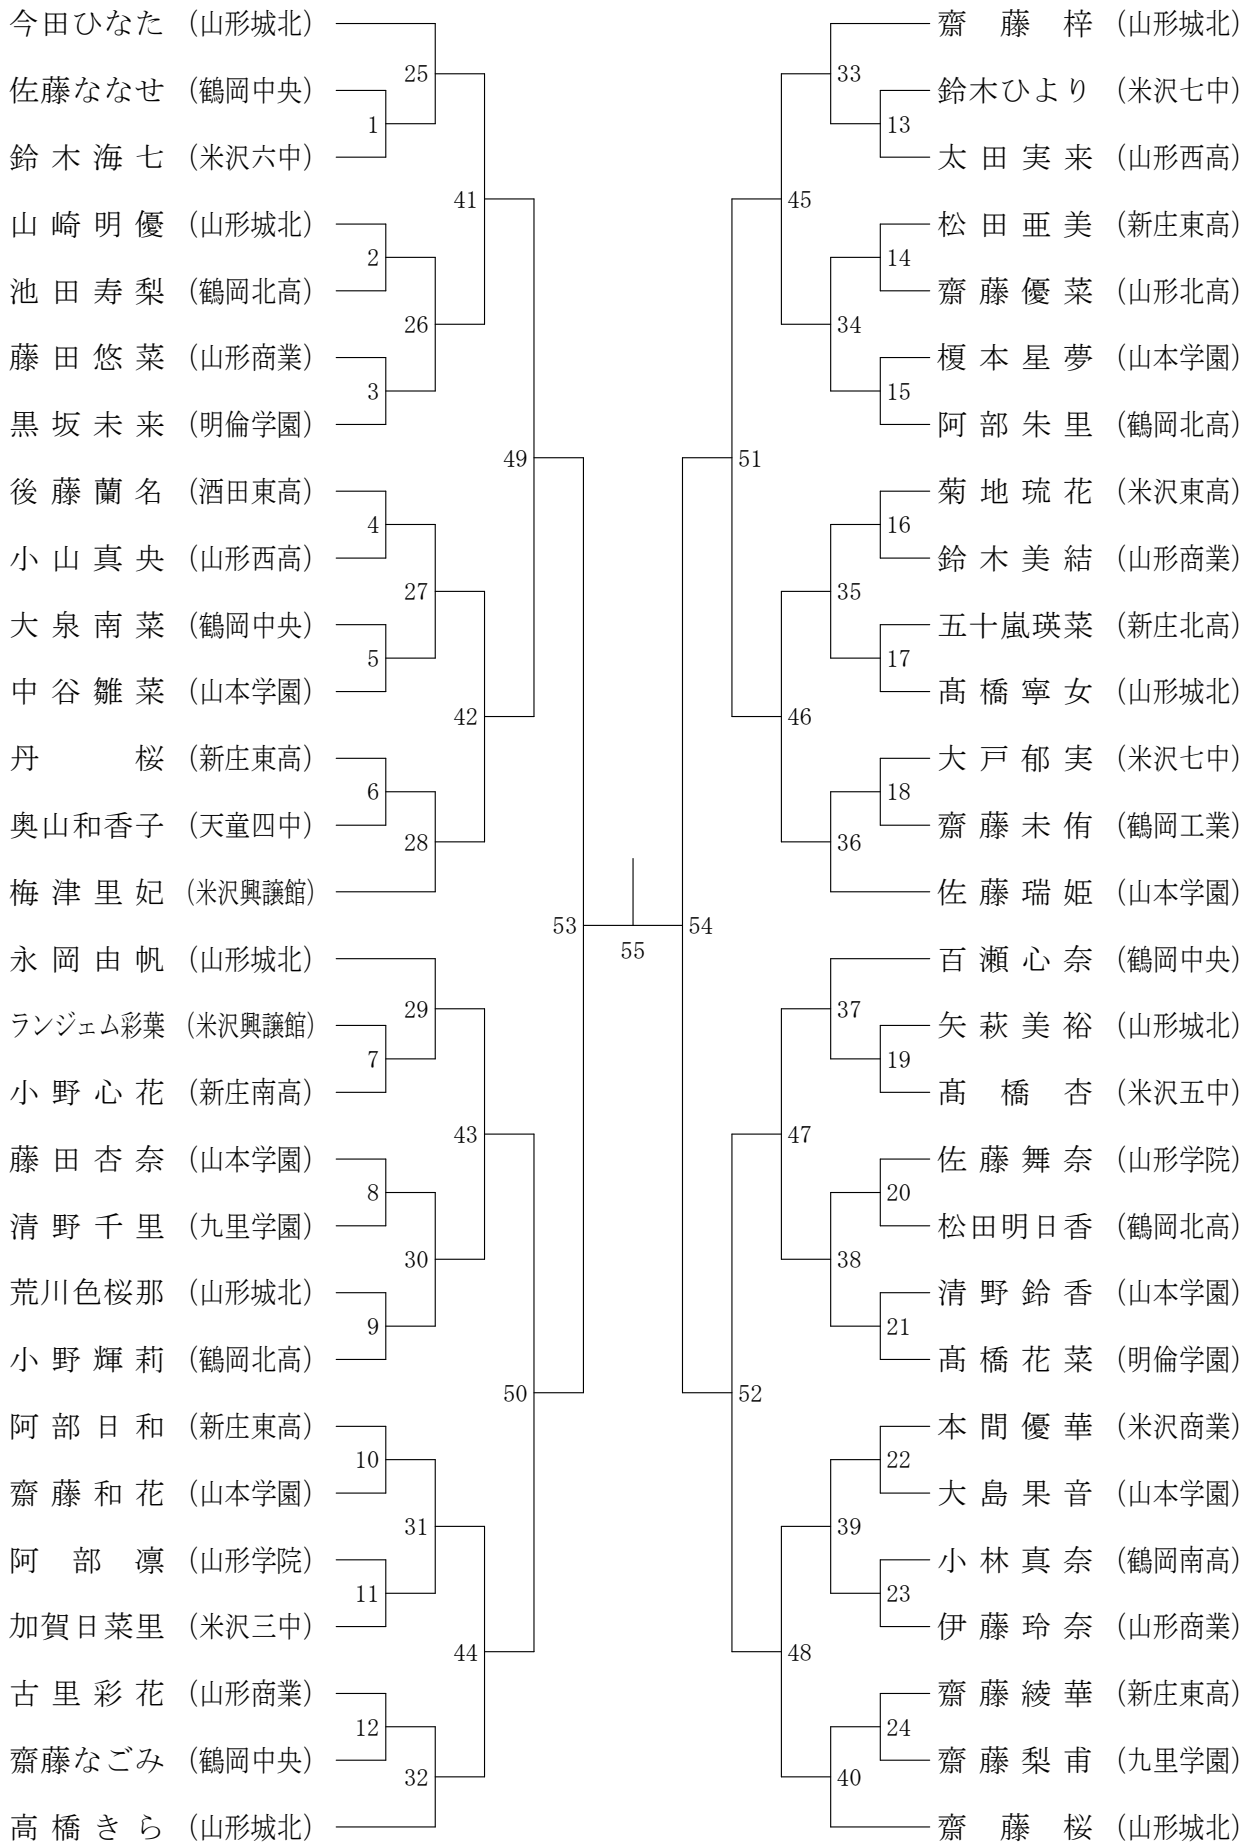 今田ひなた (山形城北)
25
佐藤ななせ (鶴岡中央)
1
鈴木海七 (米沢六中)
41
山崎明優 (山形城北)
2
池田寿梨 (鶴岡北高)
26
藤田悠菜 (山形商業)
3
黒坂未来 (明倫学園)
49
後藤蘭名 (酒田東高)
4
小山真央 (山形西高)
27
大泉南菜 (鶴岡中央)
5
中谷雛菜 (山本学園)
42
丹桜 (新庄東高)
6
奥山和香子 (天童四中)
28
梅津里妃 (米沢興譲館)
53
永岡由帆 (山形城北)
29
ランジェム彩葉 (米沢興譲館)
7
小野心花 (新庄南高)
43
藤田杏奈 (山本学園)
8
清野千里 (九里学園)
30
荒川色桜那 (山形城北)
9
小野輝莉 (鶴岡北高)
50
阿部日和 (新庄東高)
10
齋藤和花 (山本学園)
31
阿部凛 (山形学院)
11
加賀日菜里 (米沢三中)
44
古里彩花 (山形商業)
12
齋藤なごみ (鶴岡中央)
32
高橋きら (山形城北)
55
齋藤梓 (山形城北)
33
鈴木ひより (米沢七中)
13
太田実来 (山形西高)
45
松田亜美 (新庄東高)
14
齋藤優菜 (山形北高)
34
榎本星夢 (山本学園)
15
阿部朱里 (鶴岡北高)
51
菊地琉花 (米沢東高)
16
鈴木美結 (山形商業)
35
五十嵐瑛菜 (新庄北高)
17
髙橋寧女 (山形城北)
46
大戸郁実 (米沢七中)
18
齋藤未侑 (鶴岡工業)
36
佐藤瑞姫 (山本学園)
54
百瀬心奈 (鶴岡中央)
37
矢萩美裕 (山形城北)
19
髙橋杏 (米沢五中)
47
佐藤舞奈 (山形学院)
20
松田明日香 (鶴岡北高)
38
清野鈴香 (山本学園)
21
髙橋花菜 (明倫学園)
52
本間優華 (米沢商業)
22
大島果音 (山本学園)
39
小林真奈 (鶴岡南高)
23
伊藤玲奈 (山形商業)
48
齋藤綾華 (新庄東高)
24
齋藤梨甫 (九里学園)
40
齋藤桜 (山形城北)